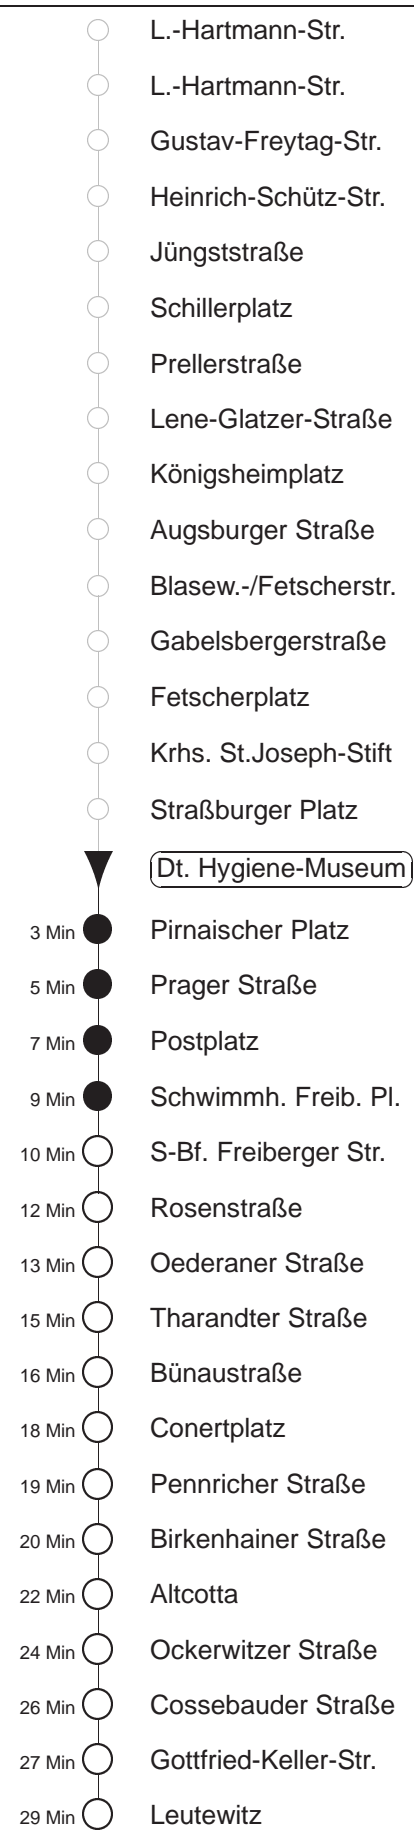 L.-Hartmann-Str.
L.-Hartmann-Str.
Gustav-Freytag-Str.
Heinrich-Schütz-Str.
Jüngststraße
Schillerplatz
Prellerstraße
Lene-Glatzer-Straße
Königsheimplatz
Augsburger Straße
Blasew.-/Fetscherstr.
Gabelsbergerstraße
Fetscherplatz
Krhs. St.Joseph-Stift
Straßburger Platz
Dt. Hygiene-Museum
3 Min Pirnaischer Platz
5 Min Prager Straße
7 Min Postplatz
9 Min Schwimmh. Freib. Pl.
10 Min S-Bf. Freiberger Str.
12 Min Rosenstraße
13 Min Oederaner Straße
15 Min Tharandter Straße
16 Min Bünaustraße
18 Min Conertplatz
19 Min Pennricher Straße
20 Min Birkenhainer Straße
22 Min Altcotta
24 Min Ockerwitzer Straße
26 Min Cossebauder Straße
27 Min Gottfried-Keller-Str.
29 Min Leutewitz